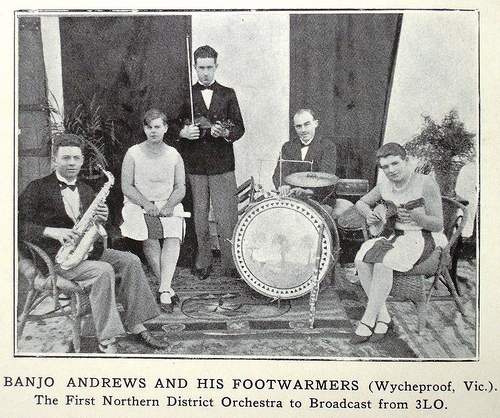 BANJO ANDREWS AND HIS FOOTWARMERS (Wycheproof, Vic.).
The First Northern District Orchestra to Broadcast from 3LO.